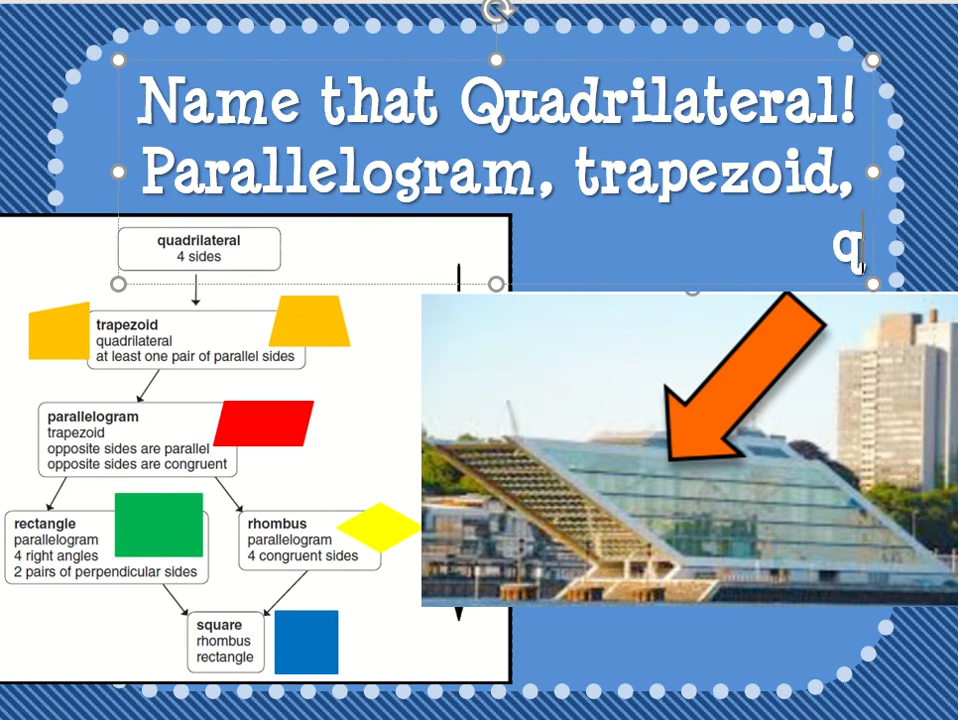 Name that Quadrilateral!
Parallelogram, trapezoid,
q
quadrilateral
4 sides
trapezoid
quadrilateral
at least one pair of parallel sides
parallelogram
trapezoid
opposite sides are parallel
opposite sides are congruent
rectangle
parallelogram
4 right angles
2 pairs of perpendicular sides
rhombus
parallelogram
4 congruent sides
square
rhombus
rectangle